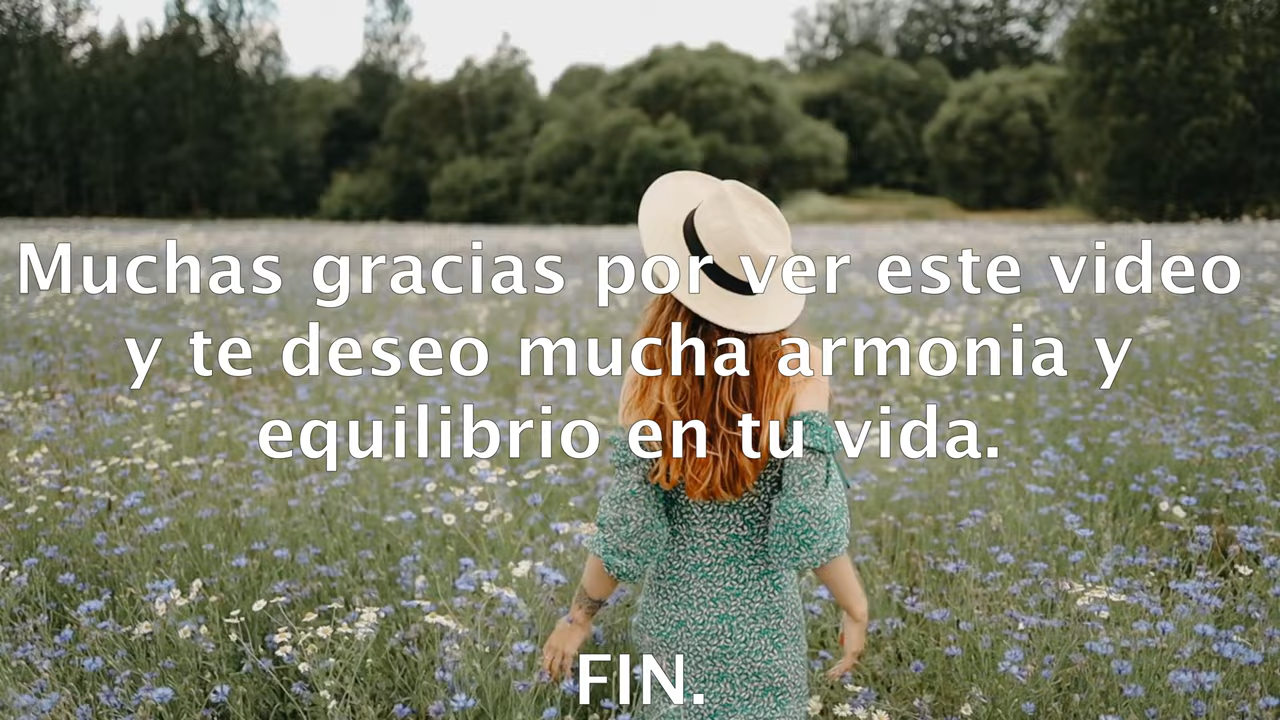 Muchas gracias por ver este video
y te deseo mucha armonia y
equilibrio en tu vida.
FIN.